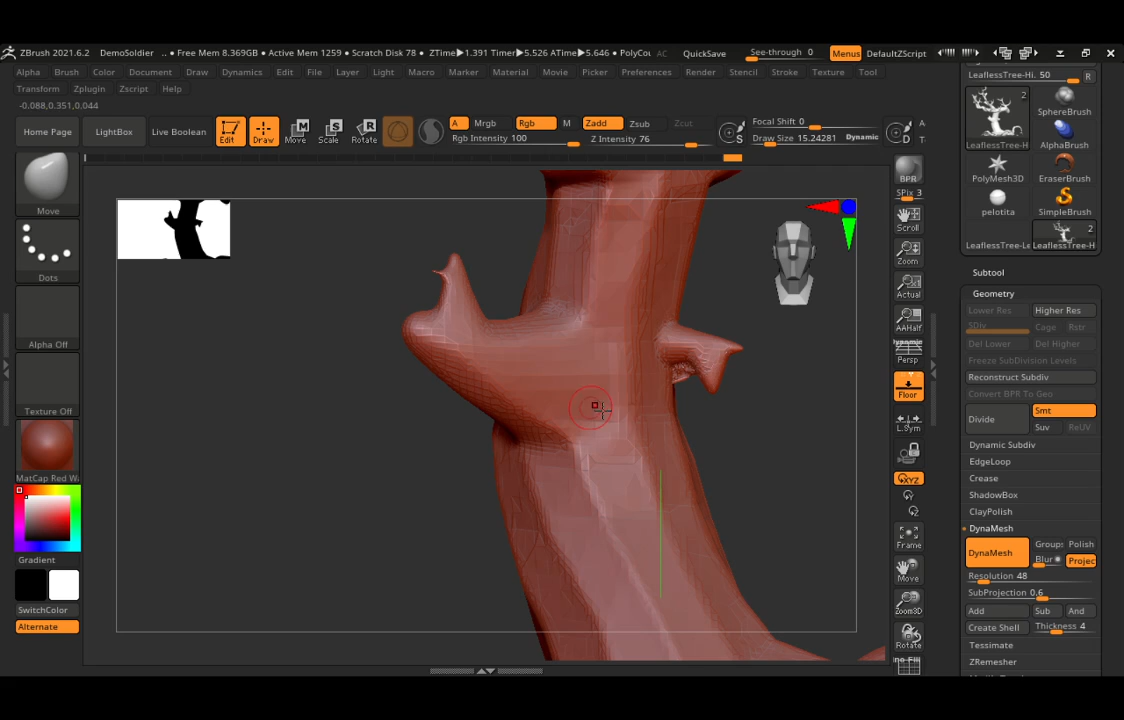 ZBrush 2021.6.2 DemoSoldier .. • Free Mem 8.369GB • Active Mem 1259 • Scratch Disk 78 • ZTime▶1.391 Timer▶5.526 ATime▶5.646 • PolyCou AC QuickSave See-through 0 Menus DefaultZScript
Alpha Brush Color Document Draw Dynamics Edit File Layer Light Macro Marker Material Movie Picker Preferences Render Stencil Stroke Texture Tool
Transform Zplugin Zscript Help
-0.088,0.351,0.044
Home Page LightBox Live Boolean Edit Draw Move Scale Rotate
A Mrgb Rgb M Zadd Zsub Zcut
Rgb Intensity 100 Z Intensity 76
S Focal Shift 0
Draw Size 15.24281 Dynamic D
Move
Dots
Alpha Off
Texture Off
MatCap Red W
Gradient
SwitchColor
Alternate
BPR
SPix 3
Scroll
Zoom
Actual
AAHalf
Dynamic
Persp
Floor
L.Sym
XYZ
Frame
Move
Zoom3D
Rotate
LeaflessTree-Hi. 50 R
2
SphereBrush
LeaflessTree-H AlphaBrush
PolyMesh3D EraserBrush
pelotita SimpleBrush
2
LeaflessTree-Le LeaflessTree-H
Subtool
Geometry
Lower Res Higher Res
SDiv Cage Rstr
Del Lower Del Higher
Freeze SubDivision Levels
Reconstruct Subdiv
Convert BPR To Geo
Divide Smt
Suv ReUV
Dynamic Subdiv
EdgeLoop
Crease
ShadowBox
ClayPolish
DynaMesh
DynaMesh Groups Polish
Blur Projec
Resolution 48
SubProjection 0.6
Add Sub And
Create Shell Thickness 4
Tessimate
ZRemesher